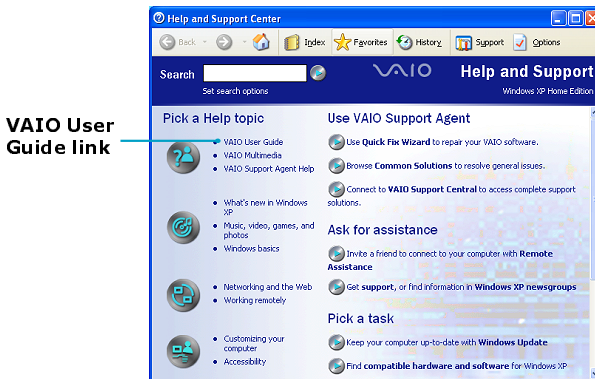 Help and Support Center
Back
Index
Favorites
History
Support
Options
Search
Set search options
VAIO
Help and Support
Windows XP Home Edition
VAIO User
Guide link
Pick a Help topic
VAIO User Guide
VAIO Multimedia
VAIO Support Agent Help
What's new in Windows
XP
Music, video, games, and
photos
Windows basics
Networking and the Web
Working remotely
Customizing your
computer
Accessibility
Use VAIO Support Agent
Use Quick Fix Wizard to repair your VAIO software.
Browse Common Solutions to resolve general issues.
Connect to VAIO Support Central to access complete support
solutions.
Ask for assistance
Invite a friend to connect to your computer with Remote
Assistance
Get support, or find information in Windows XP newsgroups
Pick a task
Keep your computer up-to-date with Windows Update
Find compatible hardware and software for Windows XP